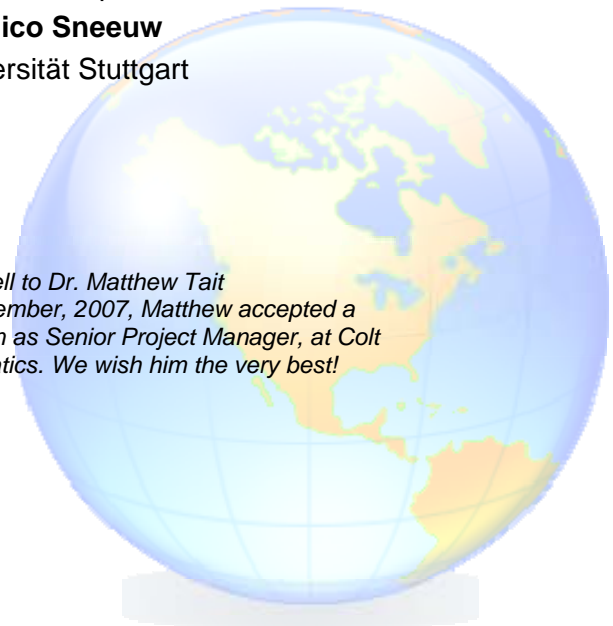 ico Sneeuw
ersität Stuttgart
ell to Dr. Matthew Tait
ember, 2007, Matthew accepted a
n as Senior Project Manager, at Colt
tics. We wish him the very best!